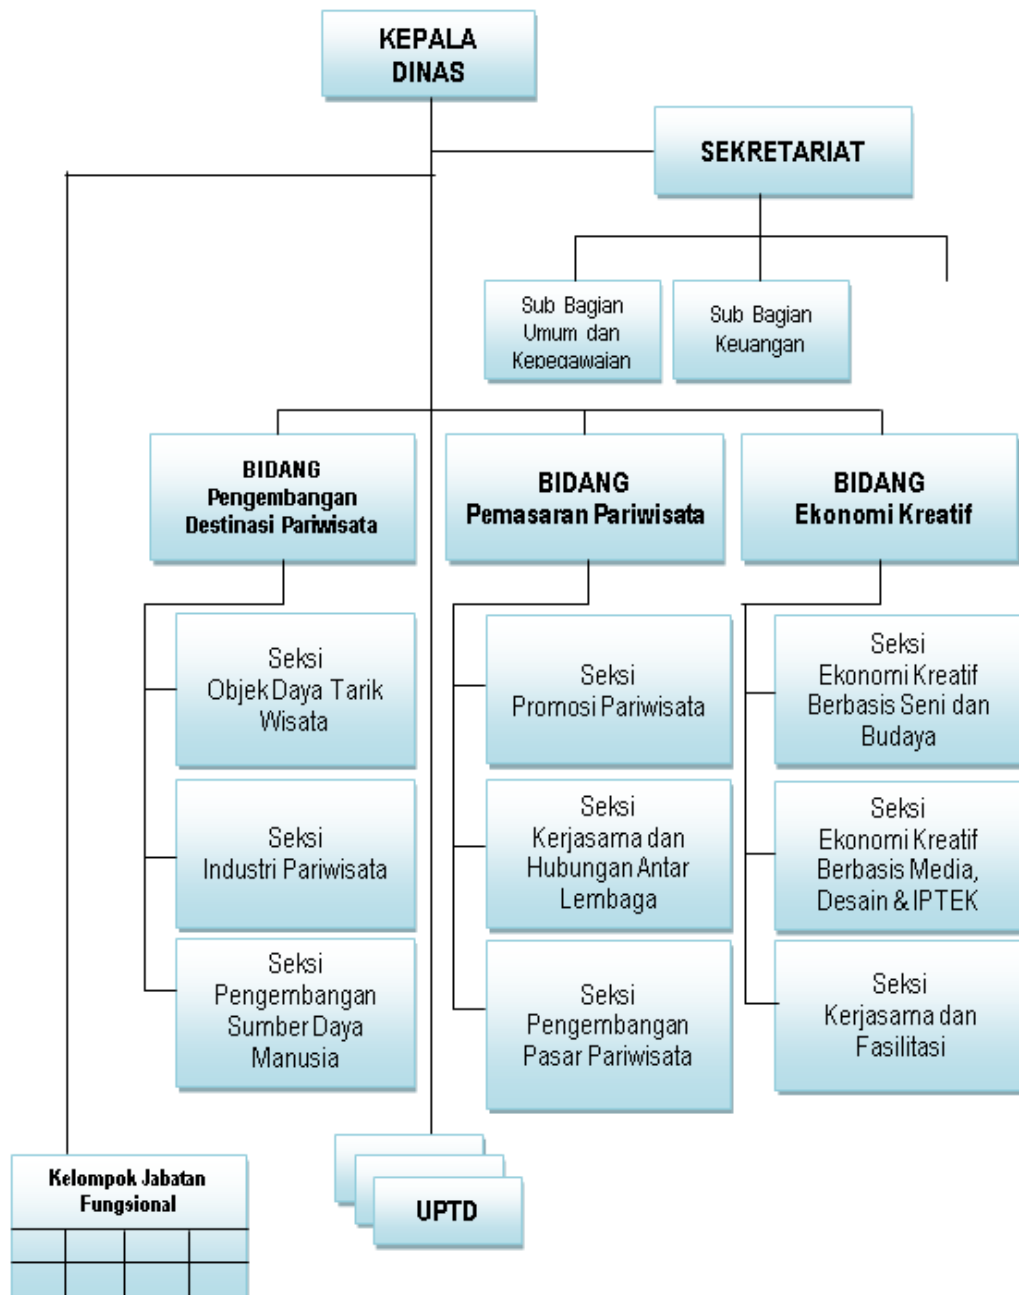 KEPALA
DINAS
SEKRETARIAT
Sub Bagian
Umum dan
Kepegawaian
Sub Bagian
Keuangan
BIDANG
Pengembangan
Destinasi Pariwisata
BIDANG
Pemasaran Pariwisata
BIDANG
Ekonomi Kreatif
Seksi
Objek Daya Tarik
Wisata
Seksi
Promosi Pariwisata
Seksi
Ekonomi Kreatif
Berbasis Seni dan
Budaya
Seksi
Industri Pariwisata
Seksi
Kerjasama dan
Hubungan Antar
Lembaga
Seksi
Ekonomi Kreatif
Berbasis Media,
Desain & IPTEK
Seksi
Pengembangan
Sumber Daya
Manusia
Seksi
Pengembangan
Pasar Pariwisata
Seksi
Kerjasama dan
Fasilitasi
Kelompok Jabatan
Fungsional
UPTD